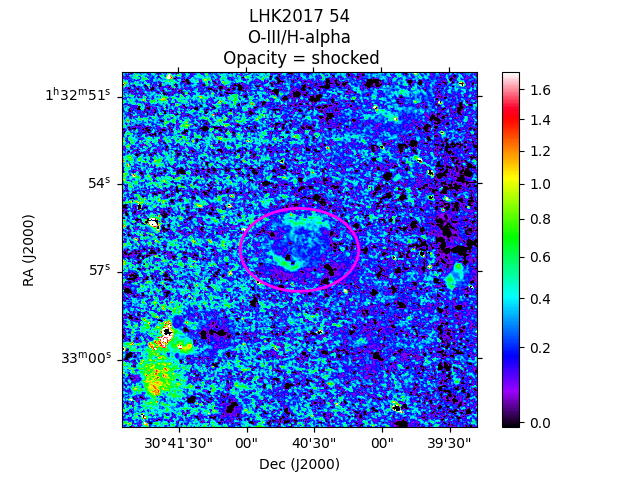 LHK2017 54
O-III/H-alpha
Opacity = shocked
1ʰ32ᵐ51ˢ
54ˢ
57ˢ
33ᵐ00ˢ
RA (J2000)
30°41'30"
00"
40'30"
00"
39'30"
Dec (J2000)
1.6
1.4
1.2
1.0
0.8
0.6
0.4
0.2
0.0